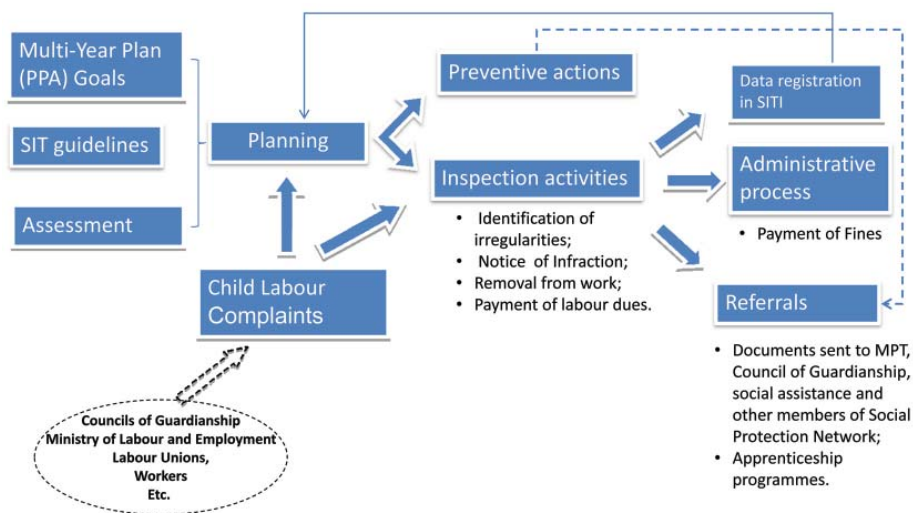 Multi-Year Plan
(PPA) Goals
SIT guidelines
Assessment
Planning
Child Labour
Complaints
Councils of Guardianship
Ministry of Labour and Employment
Labour Unions,
Workers
Etc.
Preventive actions
Inspection activities
• Identification of
irregularities;
• Notice of Infraction;
• Removal from work;
• Payment of labour dues.
Data registration
in SITI
Administrative
process
• Payment of Fines
Referrals
• Documents sent to MPT,
Council of Guardianship,
social assistance and
other members of Social
Protection Network;
• Apprenticeship
programmes.